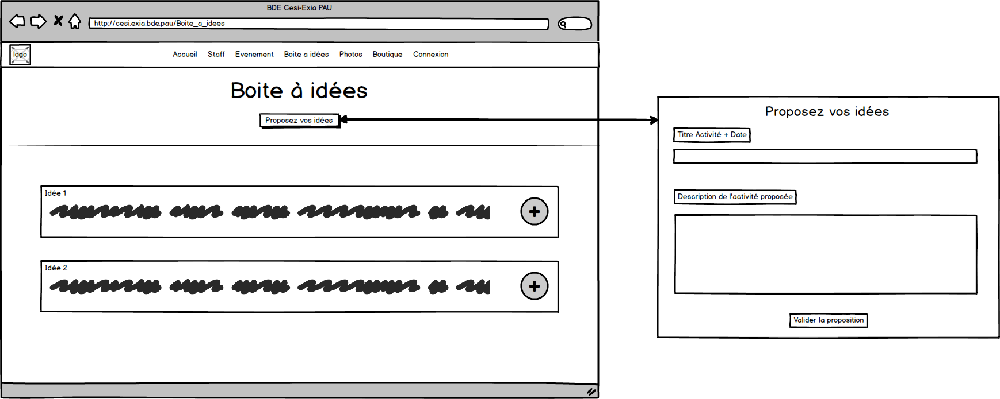 BDE Cesi-Exia PAU
http://cesi.exia.bde.pau/Boite_a_idees
logo Accueil Staff Evenement Boite a idées Photos Boutique Connexion
Boite à idées
Proposez vos idées
Idée 1
Idée 2
Proposez vos idées
Titre Activité + Date
Description de l'activité proposée
Valider la proposition